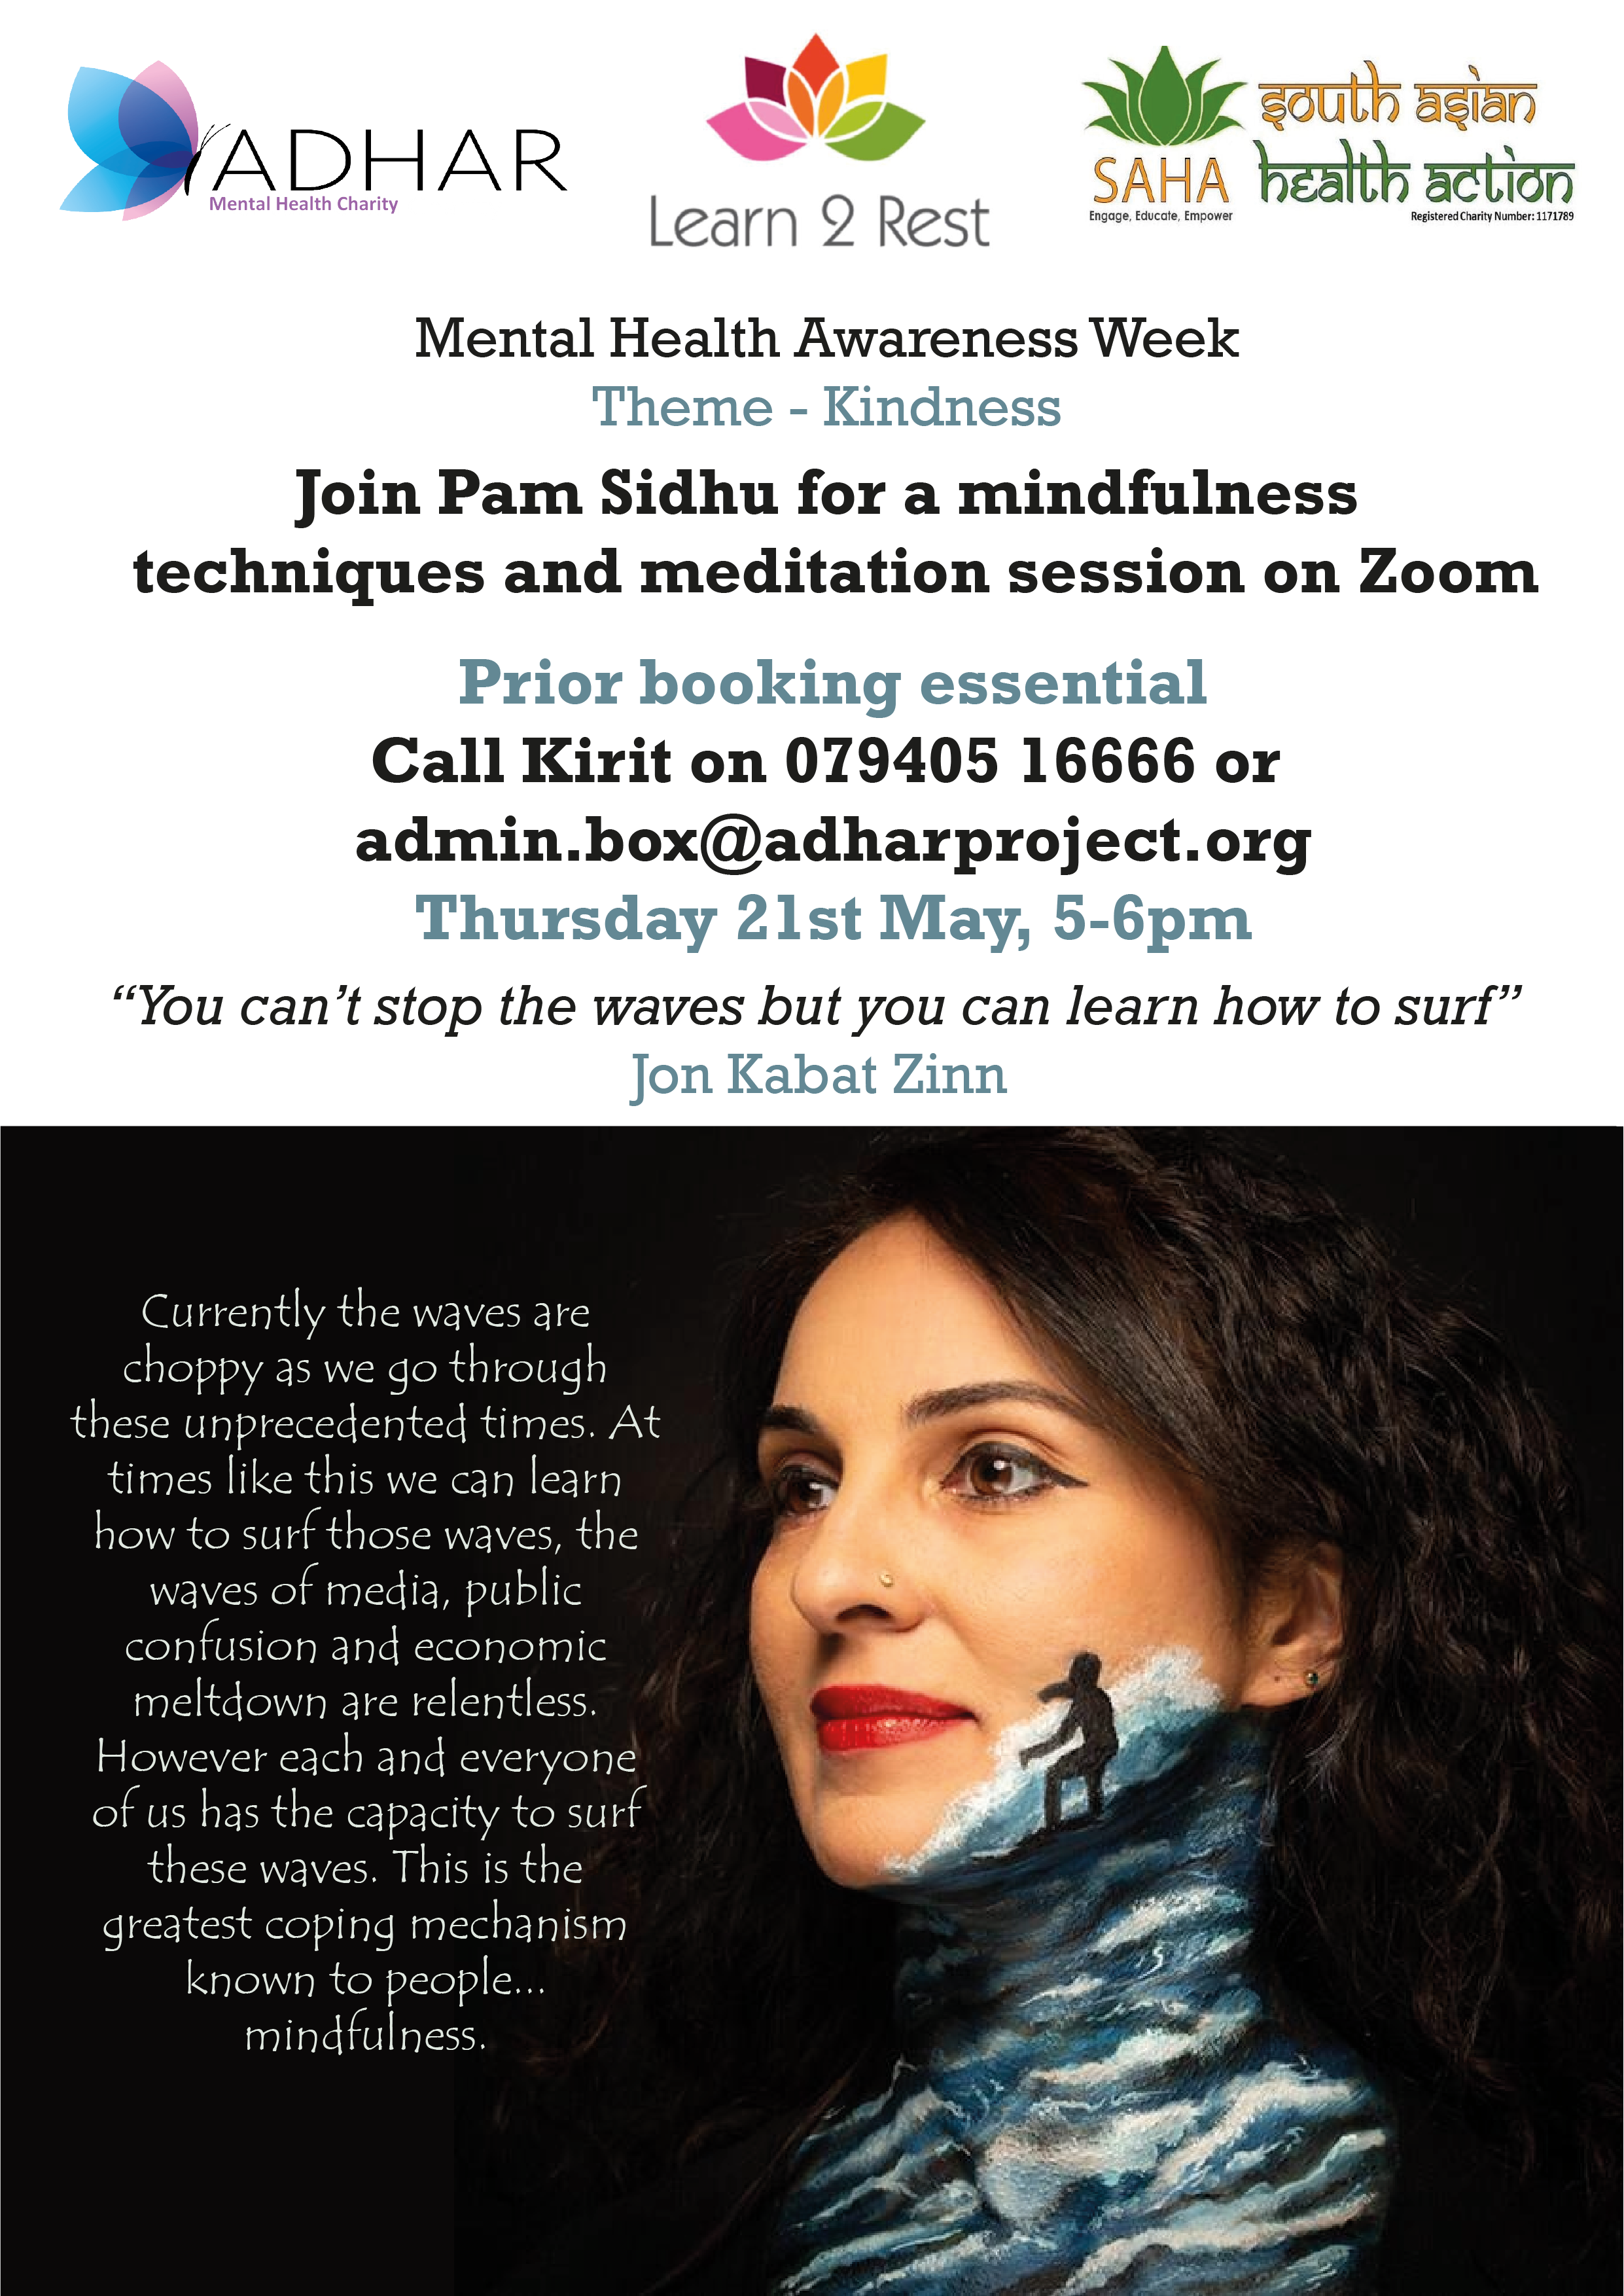 ADHAR
Mental Health Charity
Learn 2 Rest
SAHA
Engage, Educate, Empower
south asian
health action
Registered Charity Number: 1171789
Mental Health Awareness Week
Theme - Kindness
Join Pam Sidhu for a mindfulness
techniques and meditation session on Zoom
Prior booking essential
Call Kirit on 079405 16666 or
admin.box@adharproject.org
Thursday 21st May, 5-6pm
“You can’t stop the waves but you can learn how to surf”
Jon Kabat Zinn
Currently the waves are
choppy as we go through
these unprecedented times. At
times like this we can learn
how to surf those waves, the
waves of media, public
confusion and economic
meltdown are relentless.
However each and everyone
of us has the capacity to surf
these waves. This is the
greatest coping mechanism
known to people...
mindfulness.